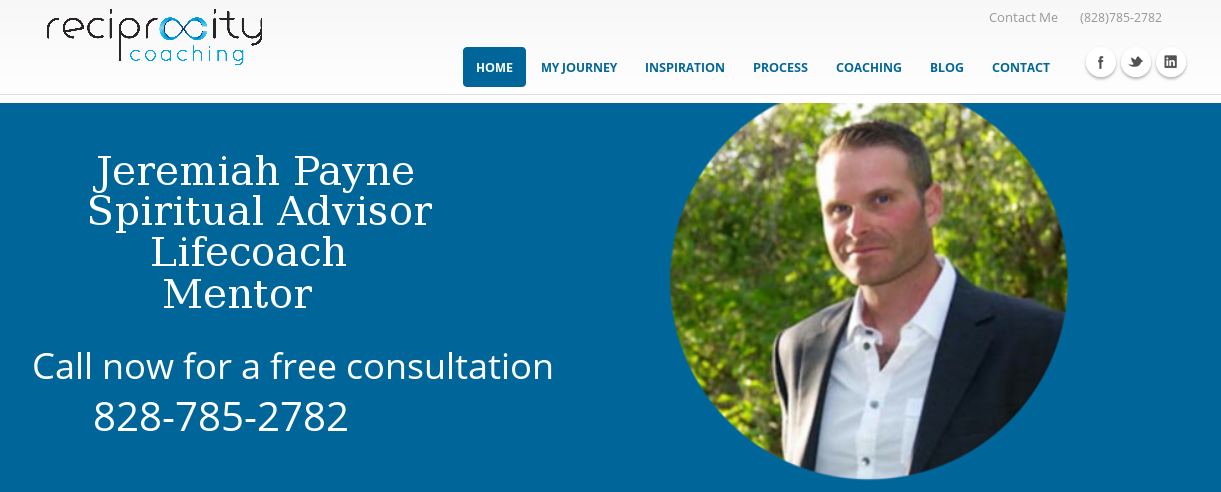 reciprocity
coaching
Contact Me (828)785-2782
HOME MY JOURNEY INSPIRATION PROCESS COACHING BLOG CONTACT
Jeremiah Payne
Spiritual Advisor
Lifecoach
Mentor
Call now for a free consultation
828-785-2782